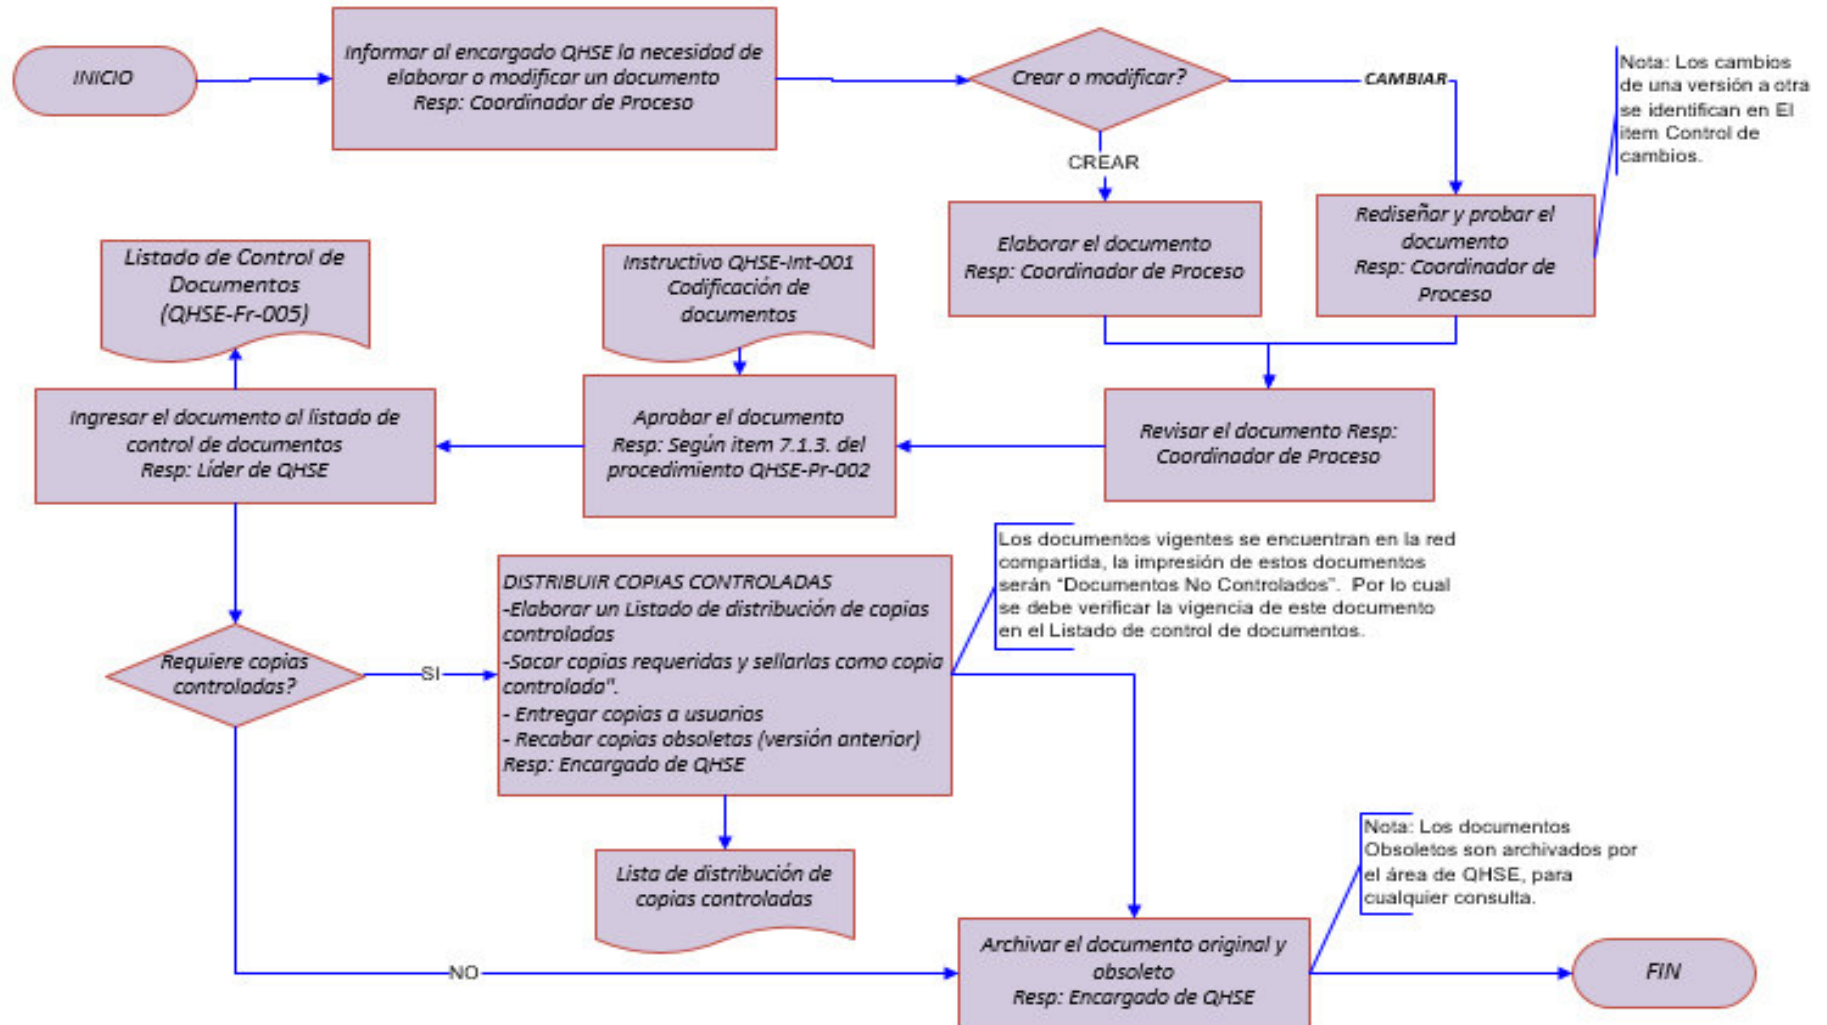 INICIO
Informar al encargado QHSE la necesidad de
elaborar o modificar un documento
Resp: Coordinador de Proceso
Crear o modificar?
CAMBIAR
Nota: Los cambios
de una versión a otra
se identifican en El
item Control de
cambios.
CREAR
Elaborar el documento
Resp: Coordinador de Proceso
Rediseñar y probar el
documento
Resp: Coordinador de
Proceso
Listado de Control de
Documentos
(QHSE-Fr-005)
Instructivo QHSE-Int-001
Codificación de
documentos
Ingresar el documento al listado de
control de documentos
Resp: Líder de QHSE
Aprobar el documento
Resp: Según item 7.1.3. del
procedimiento QHSE-Pr-002
Revisar el documento Resp:
Coordinador de Proceso
Los documentos vigentes se encuentran en la red
compartida, la impresión de estos documentos
serán “Documentos No Controlados”.  Por lo cual
se debe verificar la vigencia de este documento
en el Listado de control de documentos.
Requiere copias
controladas?
SI
DISTRIBUIR COPIAS CONTROLADAS
-Elaborar un Listado de distribución de copias
controladas
-Sacar copias requeridas y sellarlas como copia
controlada".
- Entregar copias a usuarios
- Recabar copias obsoletas (versión anterior)
Resp: Encargado de QHSE
Lista de distribución de
copias controladas
Nota: Los documentos
Obsoletos son archivados por
el área de QHSE, para
cualquier consulta.
NO
Archivar el documento original y
obsoleto
Resp: Encargado de QHSE
FIN